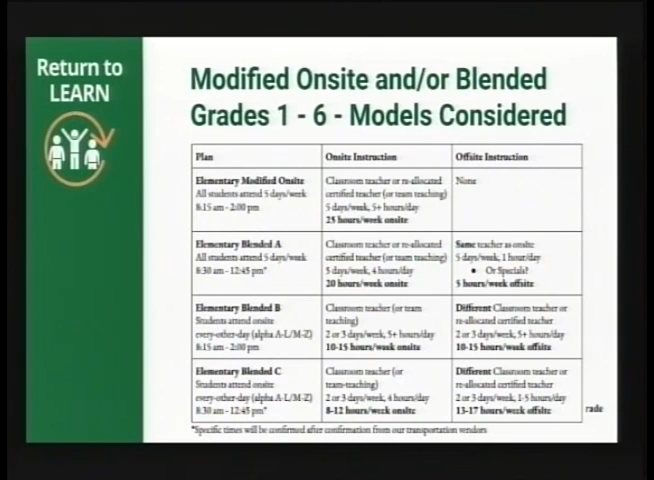 Return to
LEARN
Modified Onsite and/or Blended
Grades 1 - 6 - Models Considered
Plan
Onsite Instruction
Offsite Instruction
Elementary Modified Onsite
All students attend 5 days/week
8:15 am - 2:00 pm
Classroom teacher or re-allocated
certified teacher (or team teaching)
5 days/week, 5+ hours/day
25 hours/week onsite
None
Elementary Blended A
All students attend 5 days/week
8:30 am - 12:45 pm*
Classroom teacher or re-allocated
certified teacher (or team teaching)
5 days/week, 4 hours/day
20 hours/week onsite
Same teacher as onsite
5 days/week, 1 hour/day
● Or Specials?
5 hours/week offsite
Elementary Blended B
Students attend onsite
every-other-day (alpha A-L/M-Z)
8:15 am - 2:00 pm
Classroom teacher (or team
teaching)
2 or 3 days/week, 5+ hours/day
10-15 hours/week onsite
Different Classroom teacher or
re-allocated certified teacher
2 or 3 days/week, 5+ hours/day
10-15 hours/week offsite
Elementary Blended C
Students attend onsite
every-other-day (alpha A-L/M-Z)
8:30 am - 12:45 pm*
Classroom teacher (or
team-teaching)
2 or 3 days/week, 4 hours/day
8-12 hours/week onsite
Different Classroom teacher or
re-allocated certified teacher
2 or 3 days/week, 1-5 hours/day
13-17 hours/week offsite
rade
*Specific times will be confirmed after confirmation from our transportation vendors